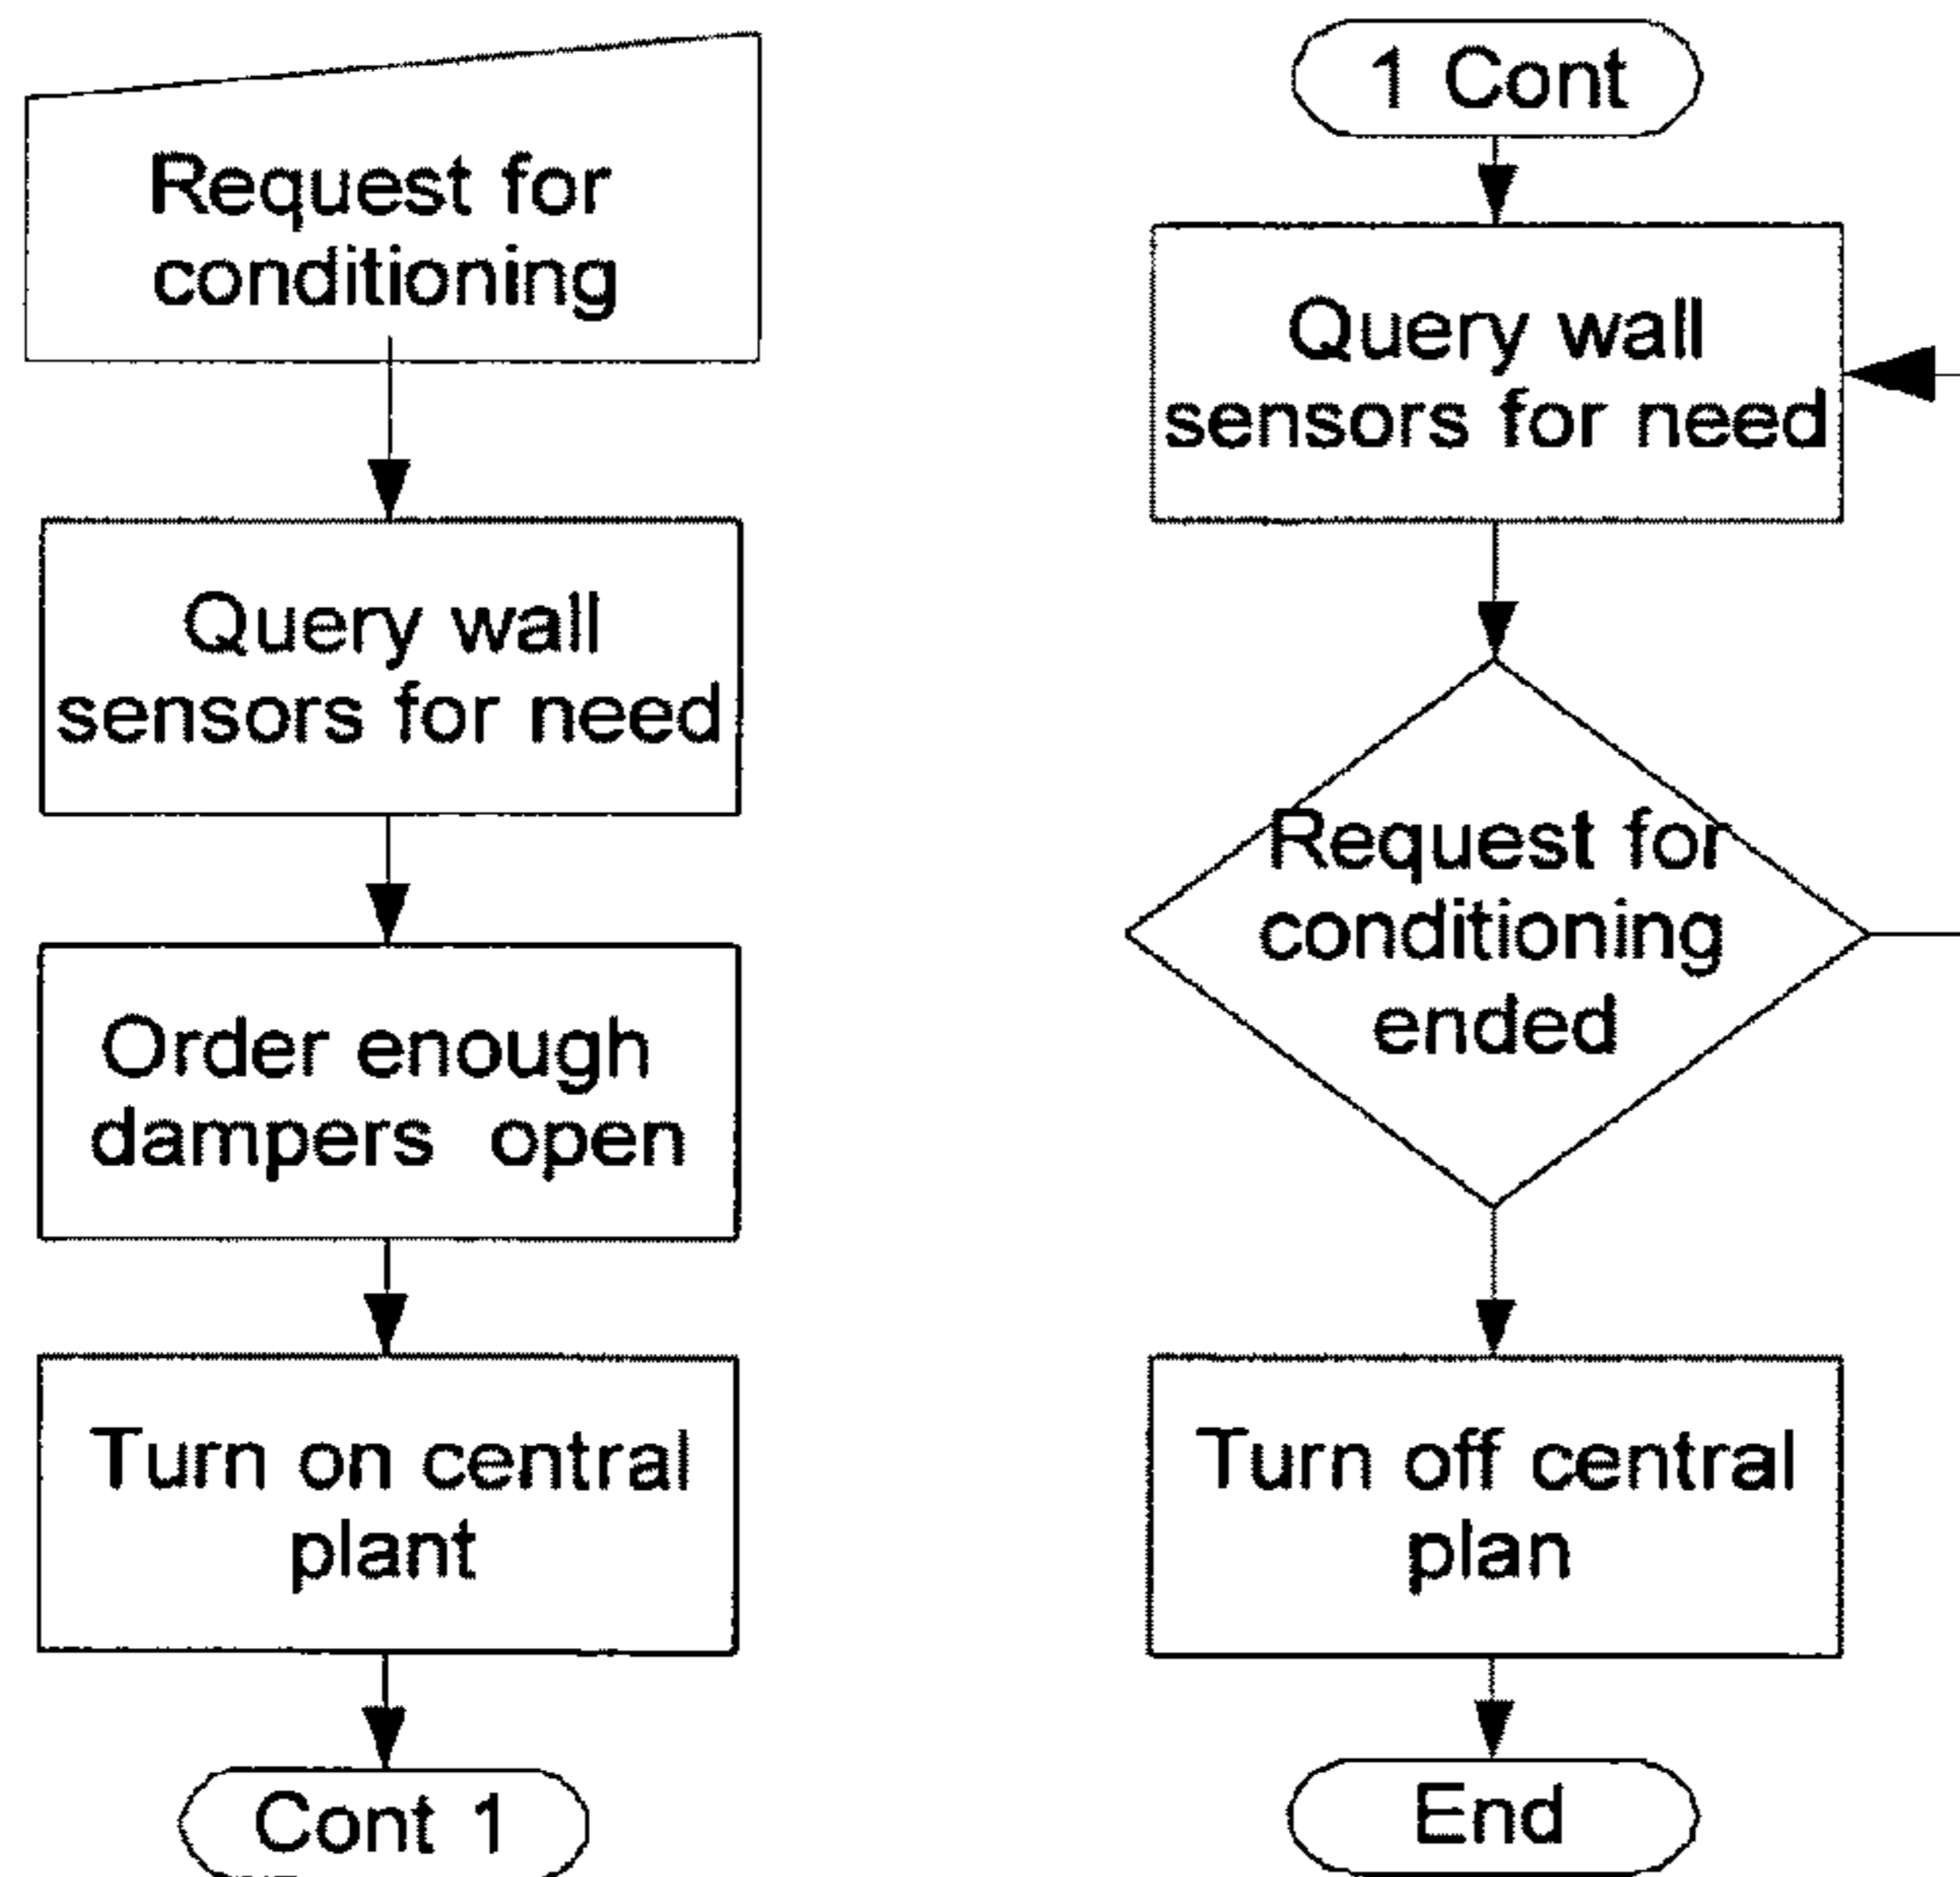 Request for
conditioning
Query wall
sensors for need
Order enough
dampers open
Turn on central
plant
Cont 1
1 Cont
Query wall
sensors for need
Request for
conditioning
ended
Turn off central
plan
End